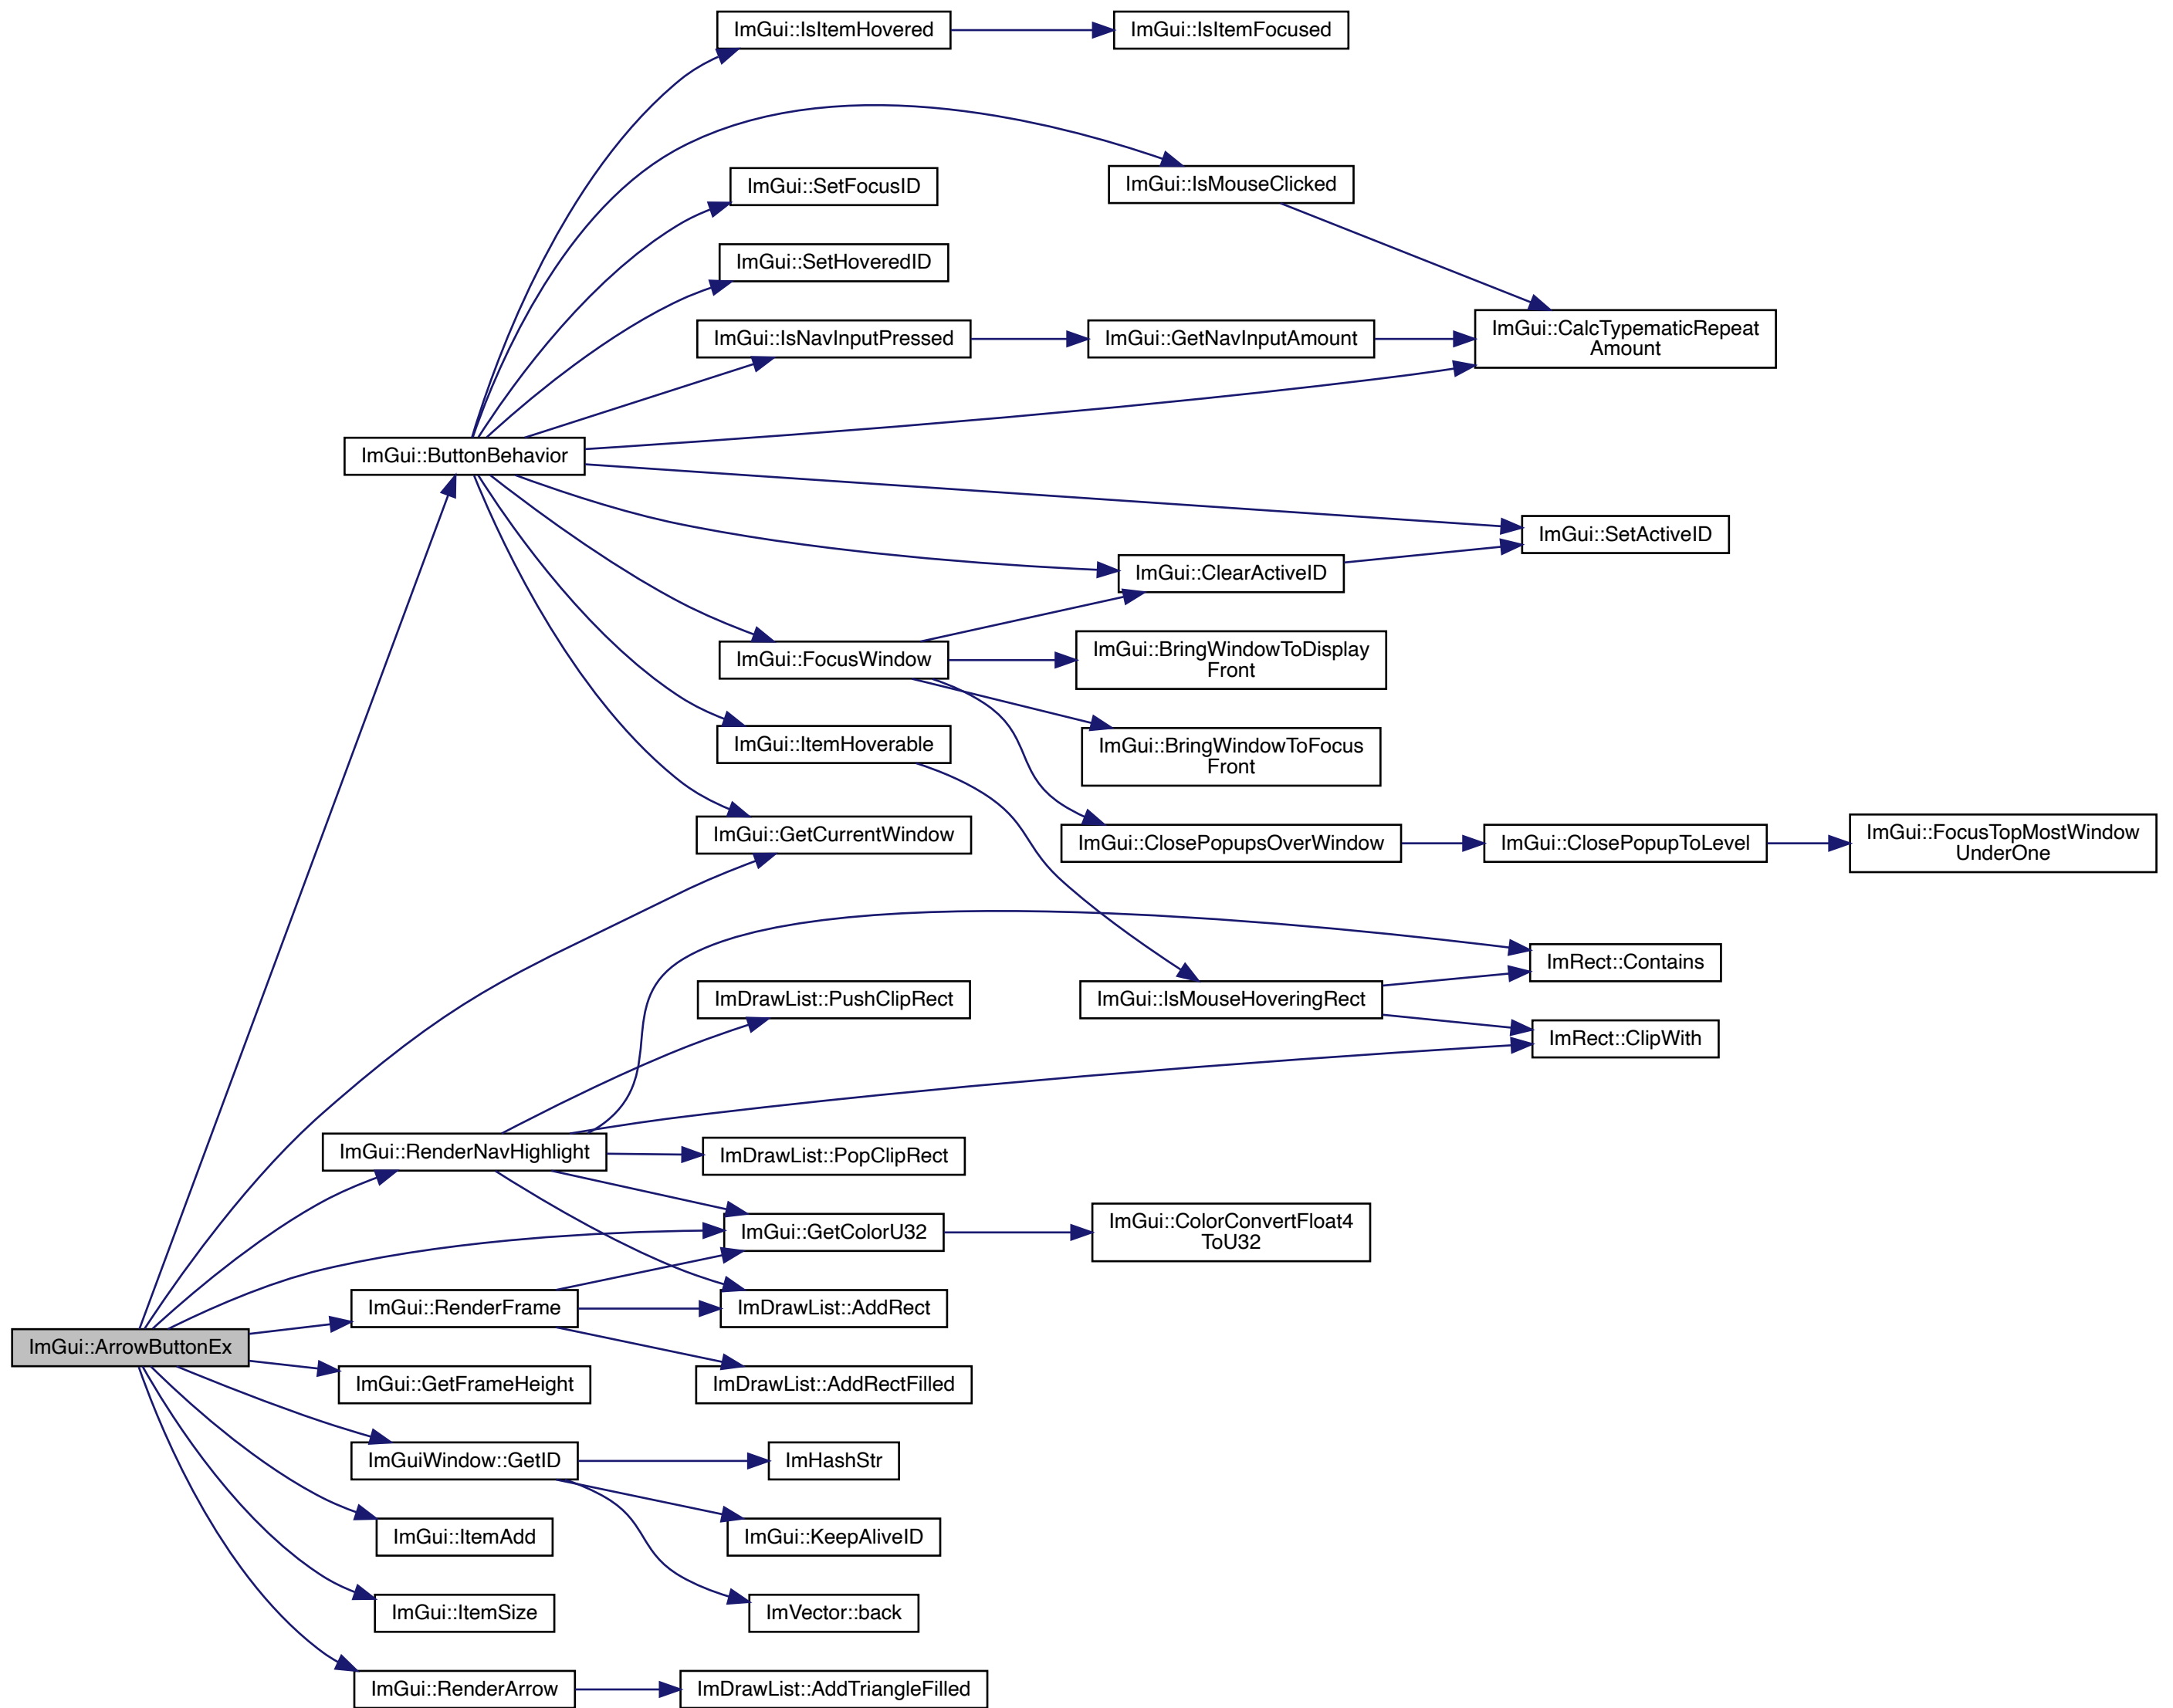 ImGui::IsItemHovered
ImGui::IsItemFocused
ImGui::IsMouseClicked
ImGui::SetFocusID
ImGui::SetHoveredID
ImGui::IsNavInputPressed
ImGui::GetNavInputAmount
ImGui::CalcTypematicRepeat
Amount
ImGui::ButtonBehavior
ImGui::SetActiveID
ImGui::ClearActiveID
ImGui::FocusWindow
ImGui::BringWindowToDisplay
Front
ImGui::ItemHoverable
ImGui::BringWindowToFocus
Front
ImGui::GetCurrentWindow
ImGui::ClosePopupsOverWindow
ImGui::ClosePopupToLevel
ImGui::FocusTopMostWindow
UnderOne
ImRect::Contains
ImDrawList::PushClipRect
ImGui::IsMouseHoveringRect
ImRect::ClipWith
ImGui::RenderNavHighlight
ImDrawList::PopClipRect
ImGui::GetColorU32
ImGui::ColorConvertFloat4
ToU32
ImGui::RenderFrame
ImDrawList::AddRect
ImGui::ArrowButtonEx
ImGui::GetFrameHeight
ImDrawList::AddRectFilled
ImGuiWindow::GetID
ImHashStr
ImGui::ItemAdd
ImGui::KeepAliveID
ImGui::ItemSize
ImVector::back
ImGui::RenderArrow
ImDrawList::AddTriangleFilled